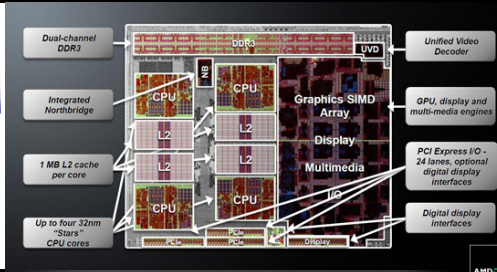 Dual-channel
DDR3
Integrated
Northbridge
1 MB L2 cache
per core
Up to four 32nm
"Stars"
CPU cores
DDR3
UVD
NB
CPU
CPU
L2
L2
L2
L2
CPU
CPU
Graphics SIMD
Array
Display
Multimedia
I/O
PCIe
PCIe
PCIe
Display
Unified Video
Decoder
GPU, display and
multi-media engines
PCI Express I/O -
24 lanes, optional
digital display
interfaces
Digital display
interfaces
AMD